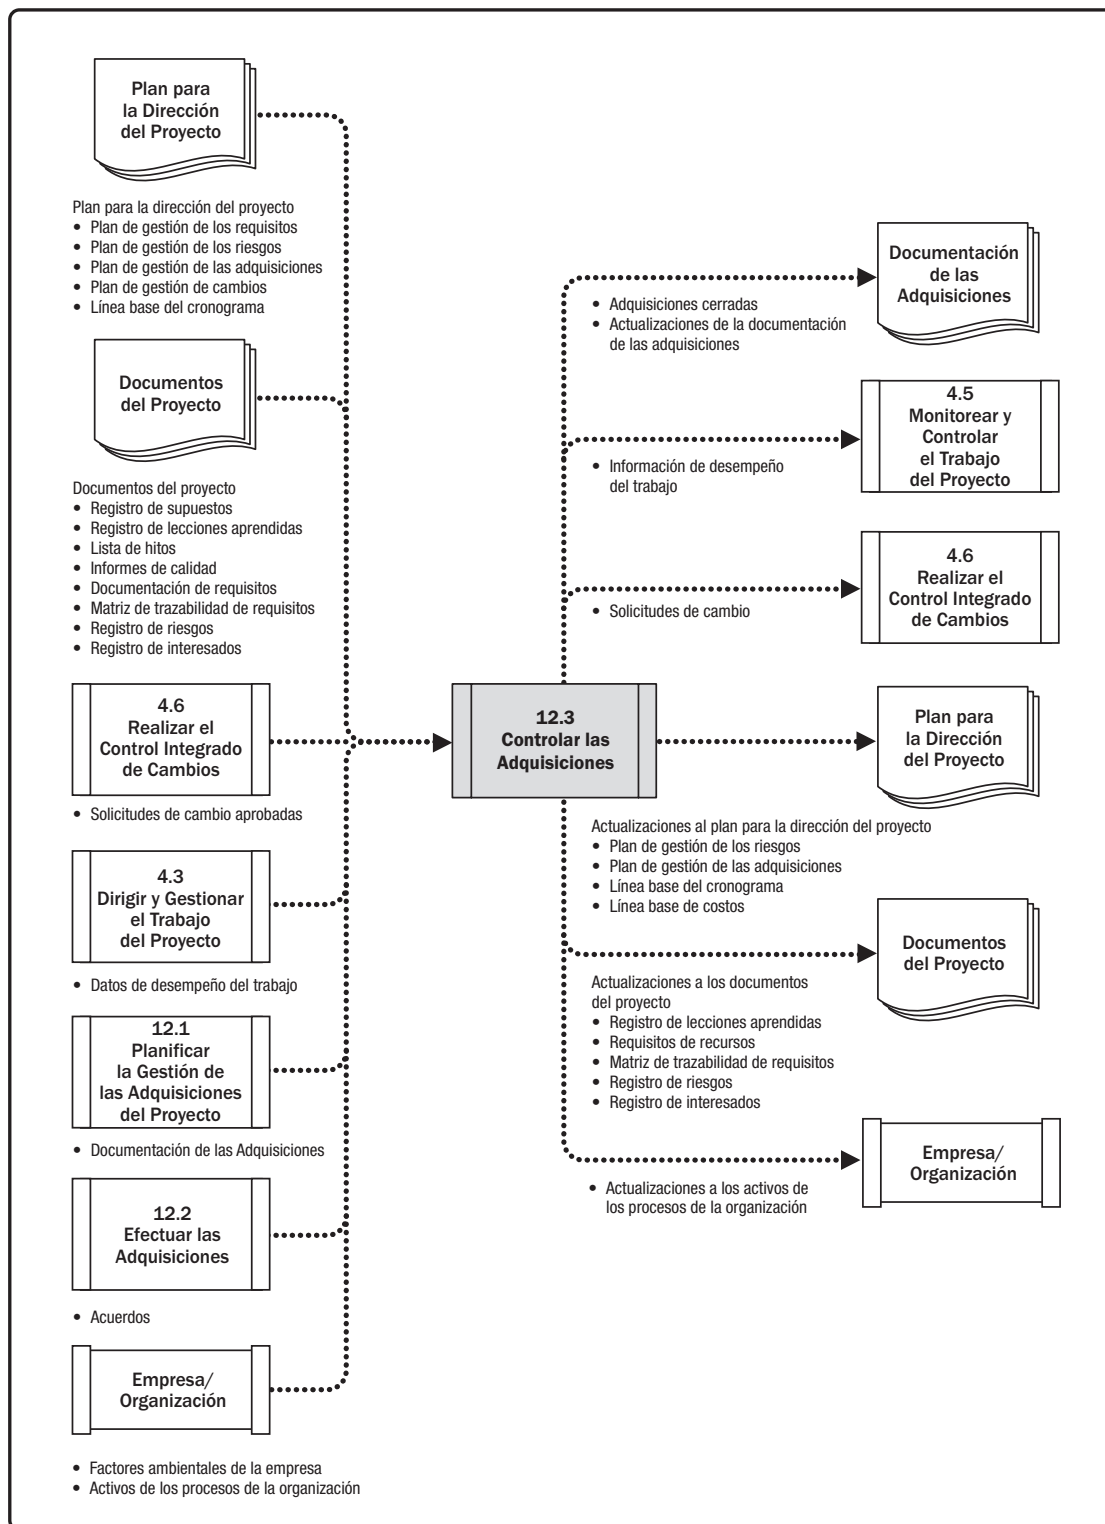 Plan para
la Dirección
del Proyecto
Plan para la dirección del proyecto
• Plan de gestión de los requisitos
• Plan de gestión de los riesgos
• Plan de gestión de las adquisiciones
• Plan de gestión de cambios
• Línea base del cronograma
Documentos
del Proyecto
Documentos del proyecto
• Registro de supuestos
• Registro de lecciones aprendidas
• Lista de hitos
• Informes de calidad
• Documentación de requisitos
• Matriz de trazabilidad de requisitos
• Registro de riesgos
• Registro de interesados
4.6
Realizar el
Control Integrado
de Cambios
• Solicitudes de cambio aprobadas
4.3
Dirigir y Gestionar
el Trabajo
del Proyecto
• Datos de desempeño del trabajo
12.1
Planificar
la Gestión de
las Adquisiciones
del Proyecto
• Documentación de las Adquisiciones
12.2
Efectuar las
Adquisiciones
• Acuerdos
Empresa/
Organización
• Factores ambientales de la empresa
• Activos de los procesos de la organización
12.3
Controlar las
Adquisiciones
Documentación
de las
Adquisiciones
• Adquisiciones cerradas
• Actualizaciones de la documentación
de las adquisiciones
4.5
Monitorear y
Controlar
el Trabajo
del Proyecto
• Información de desempeño
del trabajo
4.6
Realizar el
Control Integrado
de Cambios
• Solicitudes de cambio
Plan para
la Dirección
del Proyecto
Actualizaciones al plan para la dirección del proyecto
• Plan de gestión de los riesgos
• Plan de gestión de las adquisiciones
• Línea base del cronograma
• Línea base de costos
Documentos
del Proyecto
Actualizaciones a los documentos
del proyecto
• Registro de lecciones aprendidas
• Requisitos de recursos
• Matriz de trazabilidad de requisitos
• Registro de riesgos
• Registro de interesados
Empresa/
Organización
• Actualizaciones a los activos de
los procesos de la organización